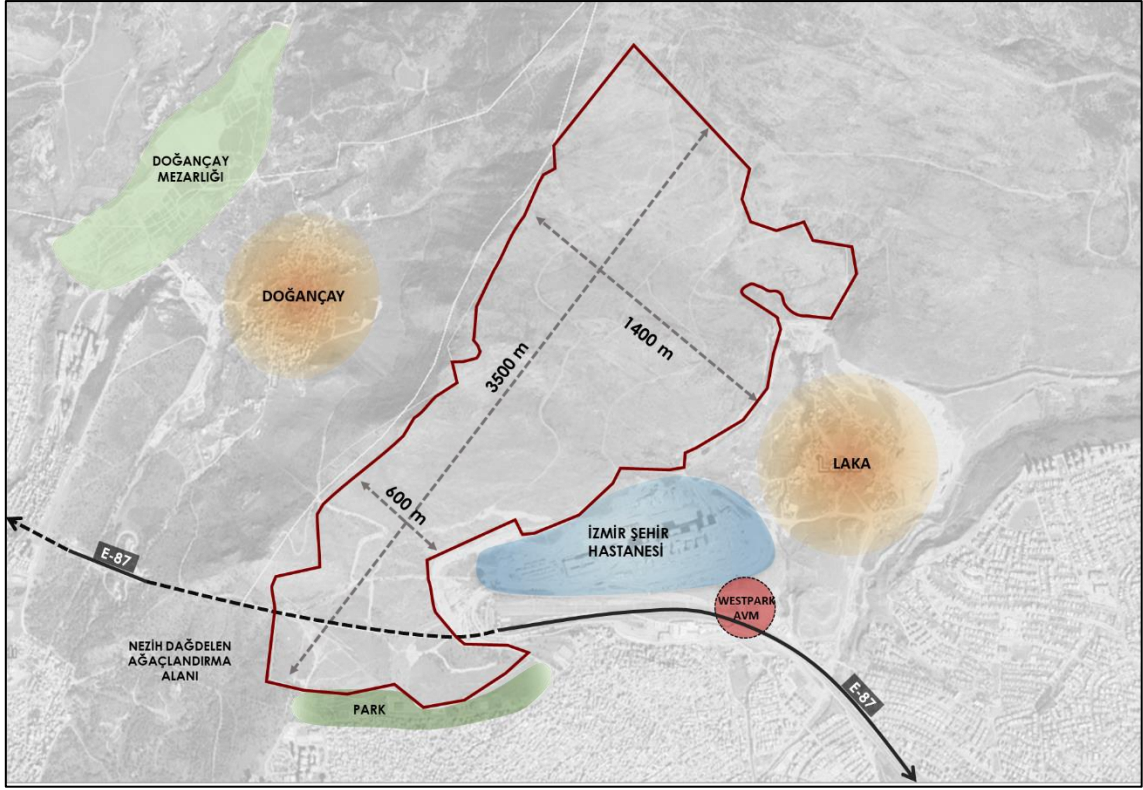 DOĞANÇAY
MEZARLIĞI
DOĞANÇAY
3500 m
1400 m
600 m
LAKA
İZMİR ŞEHİR
HASTANESİ
E-87
WESTPARK
AVM
NEZİH DAĞDELEN
AĞAÇLANDIRMA
ALANI
PARK
E-87